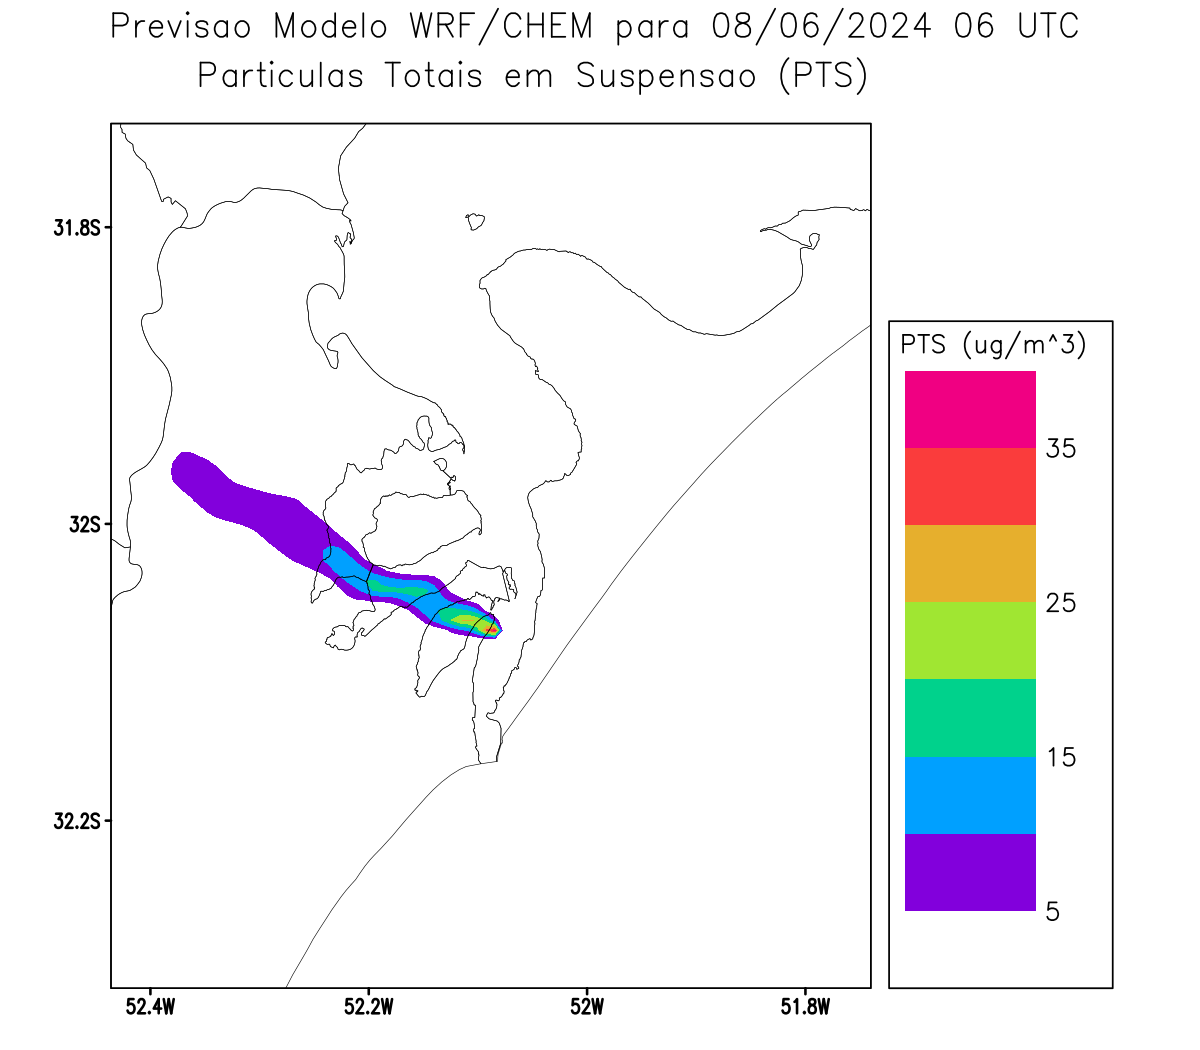 Previsao Modelo WRF/CHEM para 08/06/2024 06 UTC
Particulas Totais em Suspensao (PTS)
31.8S
32S
32.2S
52.4W 52.2W 52W 51.8W
PTS (ug/m^3)
35
25
15
5